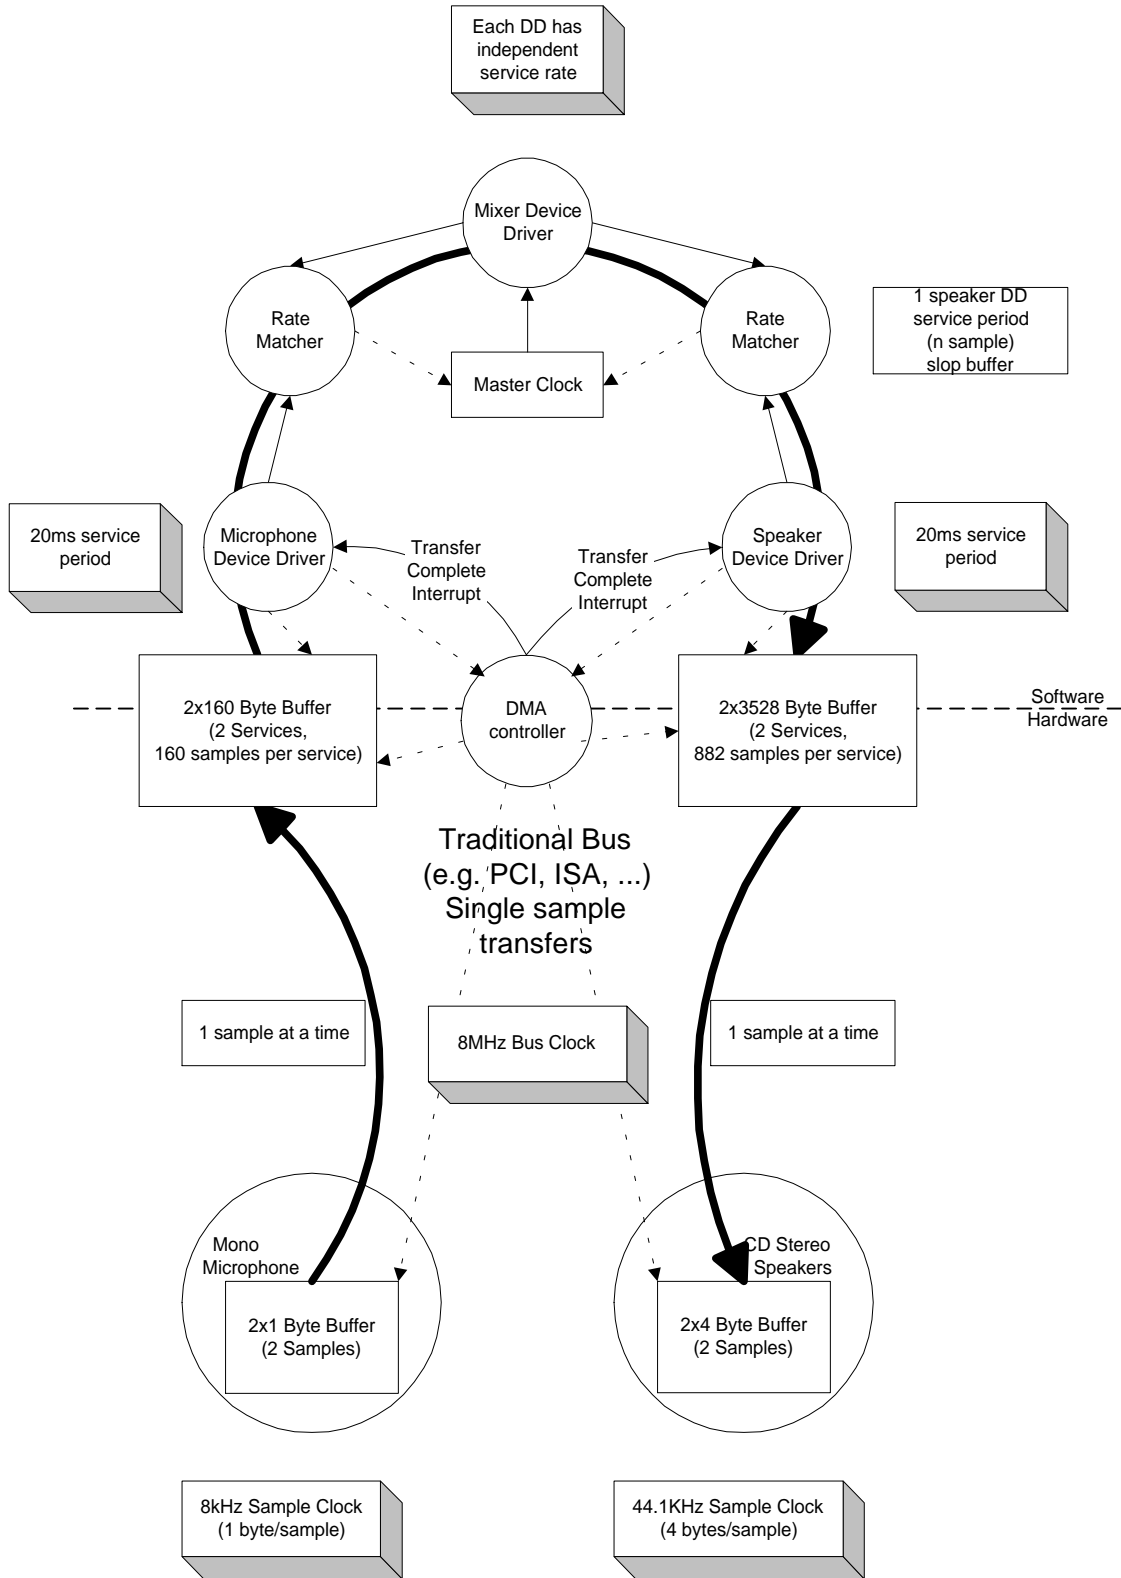 Each DD has
independent
service rate
Mixer Device
Driver
Rate
Matcher
Rate
Matcher
1 speaker DD
service period
(n sample)
slop buffer
Master Clock
20ms service
period
Microphone
Device Driver
Transfer
Complete
Interrupt
Transfer
Complete
Interrupt
Speaker
Device Driver
20ms service
period
2x160 Byte Buffer
(2 Services,
160 samples per service)
DMA
controller
2x3528 Byte Buffer
(2 Services,
882 samples per service)
Software
Hardware
Traditional Bus
(e.g. PCI, ISA, ...)
Single sample
transfers
1 sample at a time
8MHz Bus Clock
1 sample at a time
Mono
Microphone
2x1 Byte Buffer
(2 Samples)
CD Stereo
Speakers
2x4 Byte Buffer
(2 Samples)
8kHz Sample Clock
(1 byte/sample)
44.1KHz Sample Clock
(4 bytes/sample)